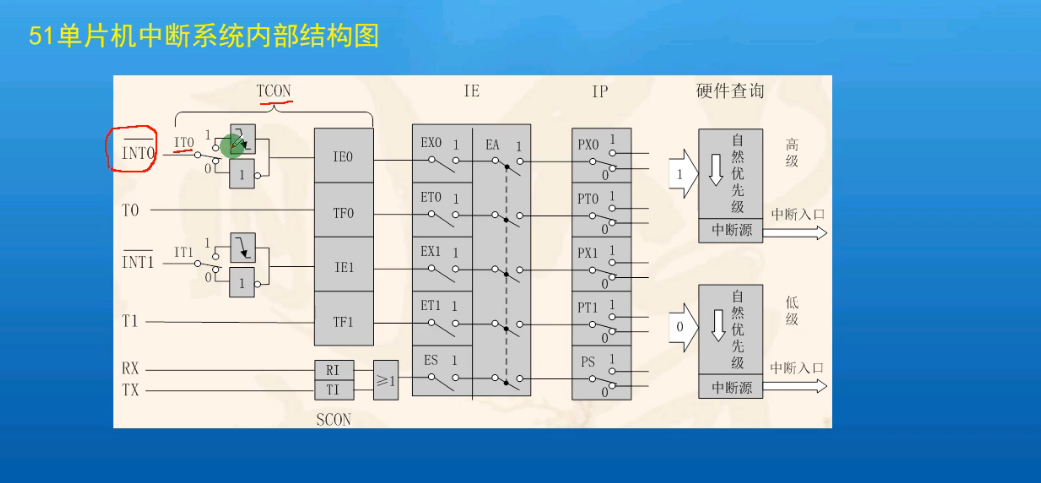 51单片机中断系统内部结构图
TCON
IE
IP
硬件查询
INT0
IT0
1
0
1
IE0
EX0 1
EA 1
PX0 1
0
1
自然优先级
高级
T0
TF0
ET0 1
PT0 1
0
中断源
中断入口
INT1
IT1
1
0
1
IE1
EX1 1
PX1 1
0
T1
TF1
ET1 1
PT1 1
0
0
自然优先级
低级
RX
RI
≥1
ES 1
PS 1
0
TX
TI
中断源
中断入口
SCON